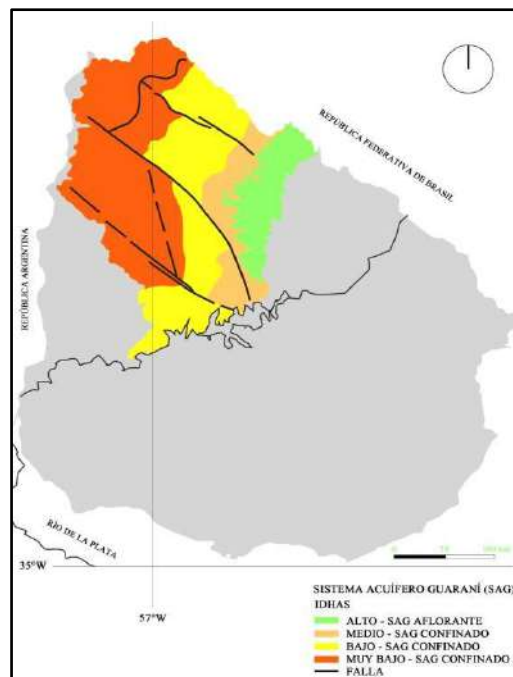 REPÚBLICA FEDERATIVA DE BRASIL
REPÚBLICA ARGENTINA
RÍO DE LA PLATA
35°W
57°W
0
SISTEMA ACUÍFERO GUARANÍ (SAG)
IDHAS
ALTO - SAG AFLORANTE
MEDIO - SAG CONFINADO
BAJO - SAG CONFINADO
MUY BAJO - SAG CONFINADO
FALLA